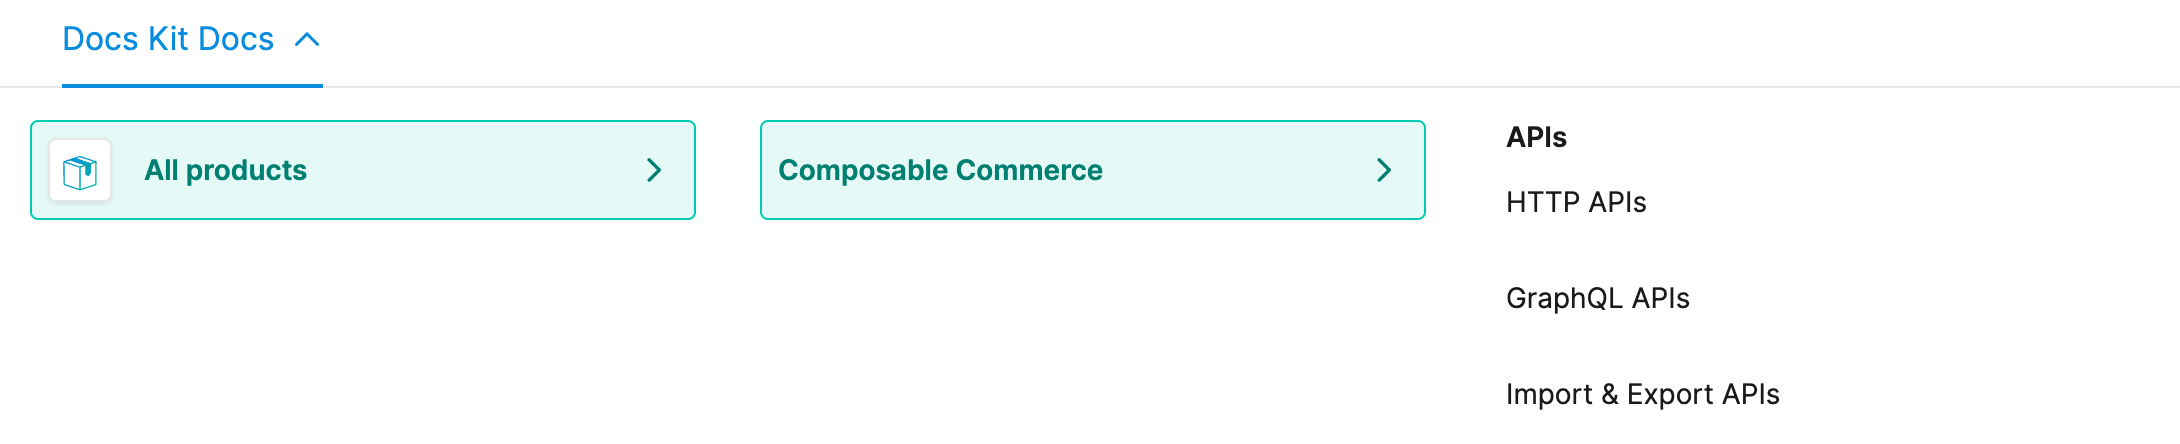 Docs Kit Docs
All products
Composable Commerce
APIs
HTTP APIs
GraphQL APIs
Import & Export APIs